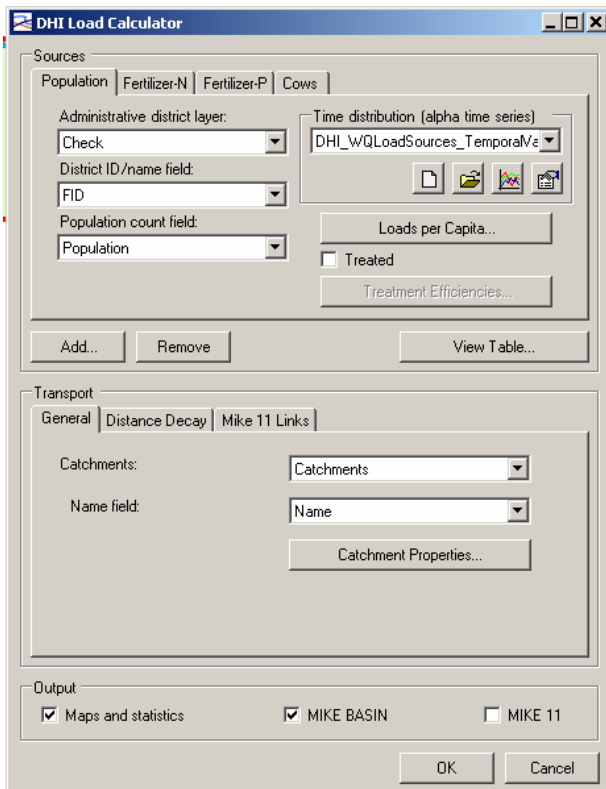 DHI Load Calculator
Sources
Population Fertilizer-N Fertilizer-P Cows
Administrative district layer:
Check
District ID/name field:
FID
Population count field:
Population
Time distribution (alpha time series)
DHI_WQLoadSources_TemporalVa
Loads per Capita...
Treated
Treatment Efficiencies...
Add... Remove View Table...
Transport
General Distance Decay Mike 11 Links
Catchments: Catchments
Name field: Name
Catchment Properties...
Output
Maps and statistics MIKE BASIN MIKE 11
OK Cancel